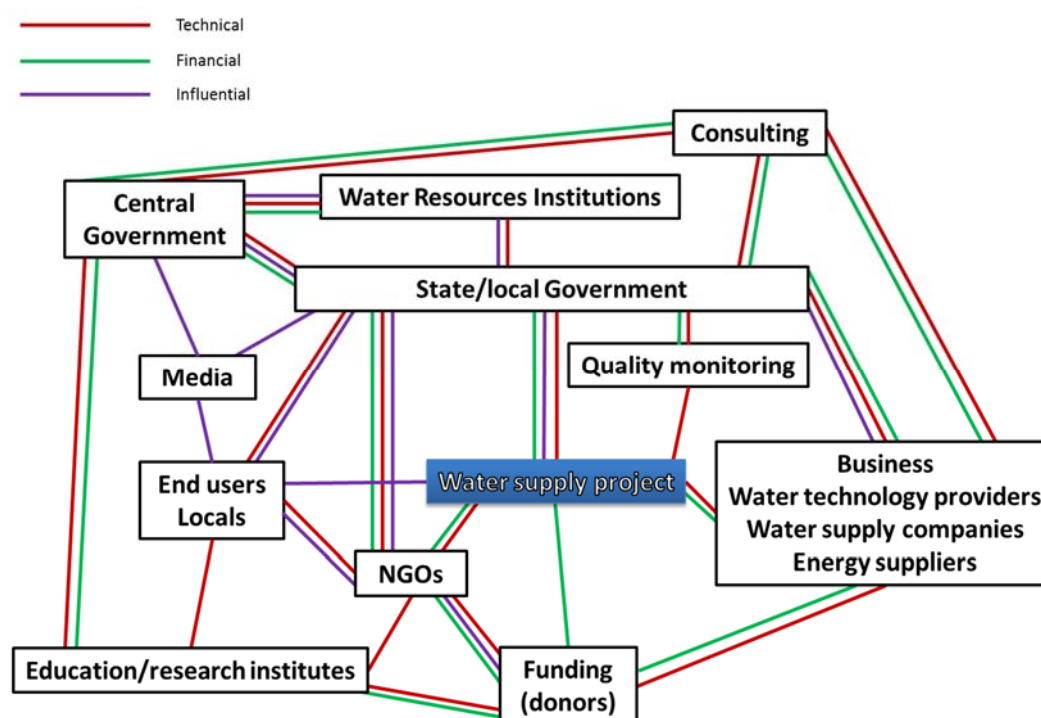 Technical
Financial
Influential
Consulting
Central
Government
Water Resources Institutions
State/local Government
Media
Quality monitoring
End users
Locals
Water supply project
Business
Water technology providers
Water supply companies
Energy suppliers
NGOs
Education/research institutes
Funding
(donors)